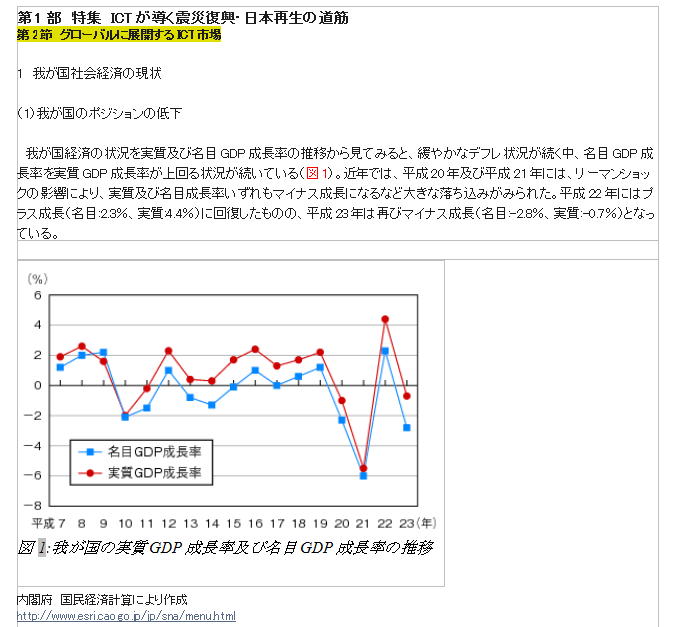 第1部 特集 ICTが導く震災復興・日本再生の道筋
第2節 グローバルに展開するICT市場
1 我が国社会経済の現状
(1)我が国のポジションの低下
我が国経済の状況を実質及び名目GDP成長率の推移から見てみると、緩やかなデフレ状況が続く中、名目GDP成
長率を実質GDP成長率が上回る状況が続いている(図1)。近年では、平成20年及び平成21年には、リーマンショッ
クの影響により、実質及び名目成長率いずれもマイナス成長になるなど大きな落ち込みがみられた。平成22年にはプ
ラス成長(名目:2.3%、実質:4.4%)に回復したものの、平成23年は再びマイナス成長(名目:-2.8%、実質:-0.7%)となっ
ている。
(%)
6
4
2
0
-2
-4
-6
-8
名目GDP成長率
実質GDP成長率
平成7 8 9 10 11 12 13 14 15 16 17 18 19 20 21 22 23(年)
図 1:我が国の実質GDP 成長率及び名目GDP 成長率の推移
内閣府 国民経済計算により作成
http://www.esri.cao.go.jp/jp/sna/menu.html